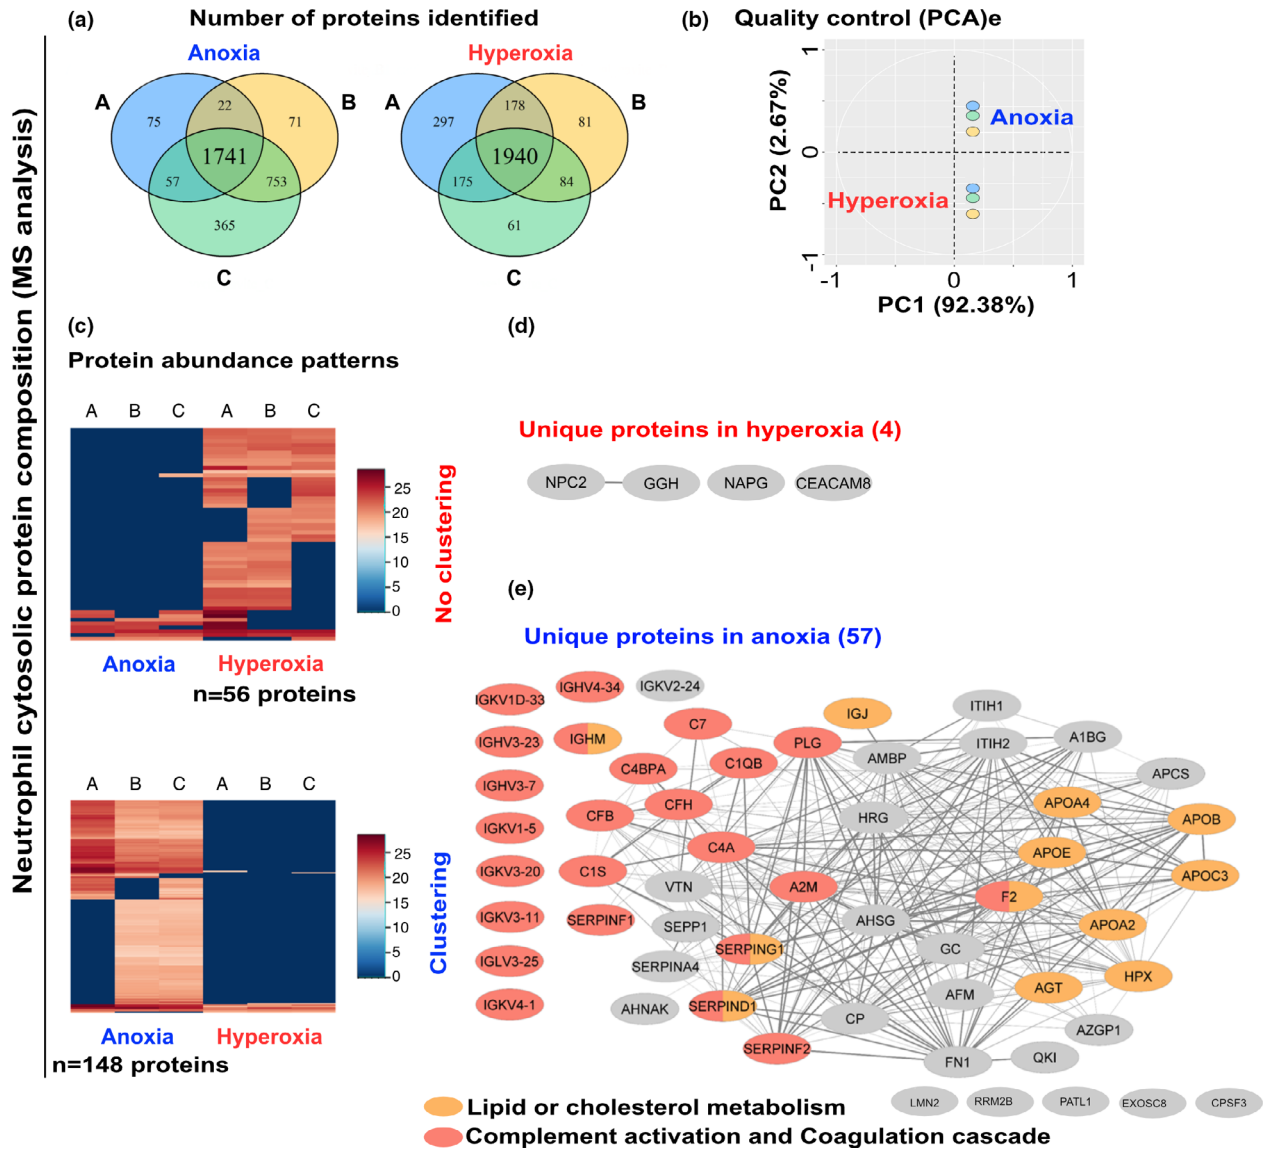 Neutrophil cytosolic protein composition (MS analysis)
(a)
Number of proteins identified
Anoxia
A
B
75
22
71
1741
57
753
365
C
Hyperoxia
A
B
297
178
81
1940
175
84
61
C
(b)
Quality control (PCA)e
PC2 (2.67%)
1
0
-1
Anoxia
Hyperoxia
-1
0
1
PC1 (92.38%)
(c)
Protein abundance patterns
A B C A B C
25
20
15
10
5
0
No clustering
Anoxia Hyperoxia
n=56 proteins
A B C A B C
25
20
15
10
5
0
Clustering
Anoxia Hyperoxia
n=148 proteins
(d)
Unique proteins in hyperoxia (4)
NPC2 GGH NAPG CEACAM8
(e)
Unique proteins in anoxia (57)
IGKV1D-33
IGHV4-34
IGKV2-24
IGHV3-23
IGHM
IGHV3-7
IGKV1-5
IGKV3-20
IGKV3-11
IGLV3-25
IGKV4-1
C7
C4BPA
C1QB
CFB
CFH
C4A
C1S
VTN
SERPINF1
SEPP1
SERPING1
SERPINA4
AHNAK
SERPIND1
SERPINF2
PLG
IGJ
AMBP
HRG
A2M
AHSG
CP
ITIH1
ITIH2
A1BG
APCS
APOA4
APOB
APOE
APOC3
F2
APOA2
GC
HPX
AFM
AGT
AZGP1
FN1
QKI
LMN2
RRM2B
PATL1
EXOSC8
CPSF3
Lipid or cholesterol metabolism
Complement activation and Coagulation cascade